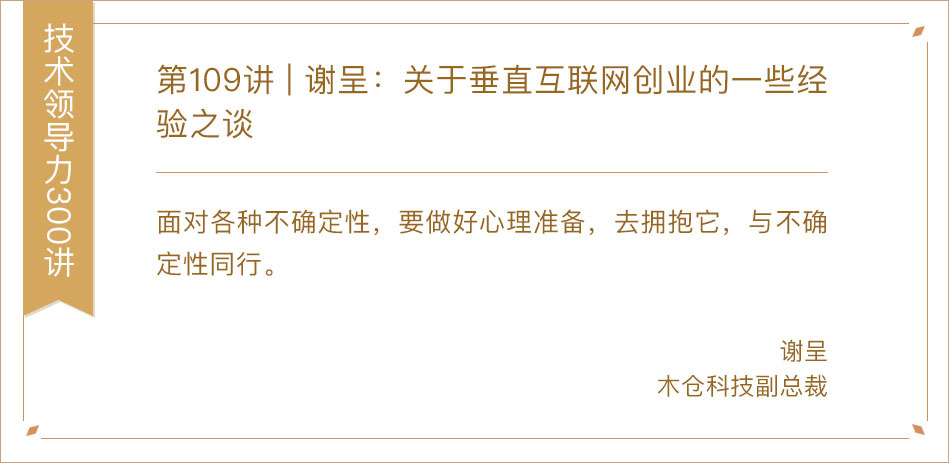 技术领导力300讲
第109讲 | 谢呈：关于垂直互联网创业的一些经
验之谈
面对各种不确定性，要做好心理准备，去拥抱它，与不确
定性同行。
谢呈
木仓科技副总裁